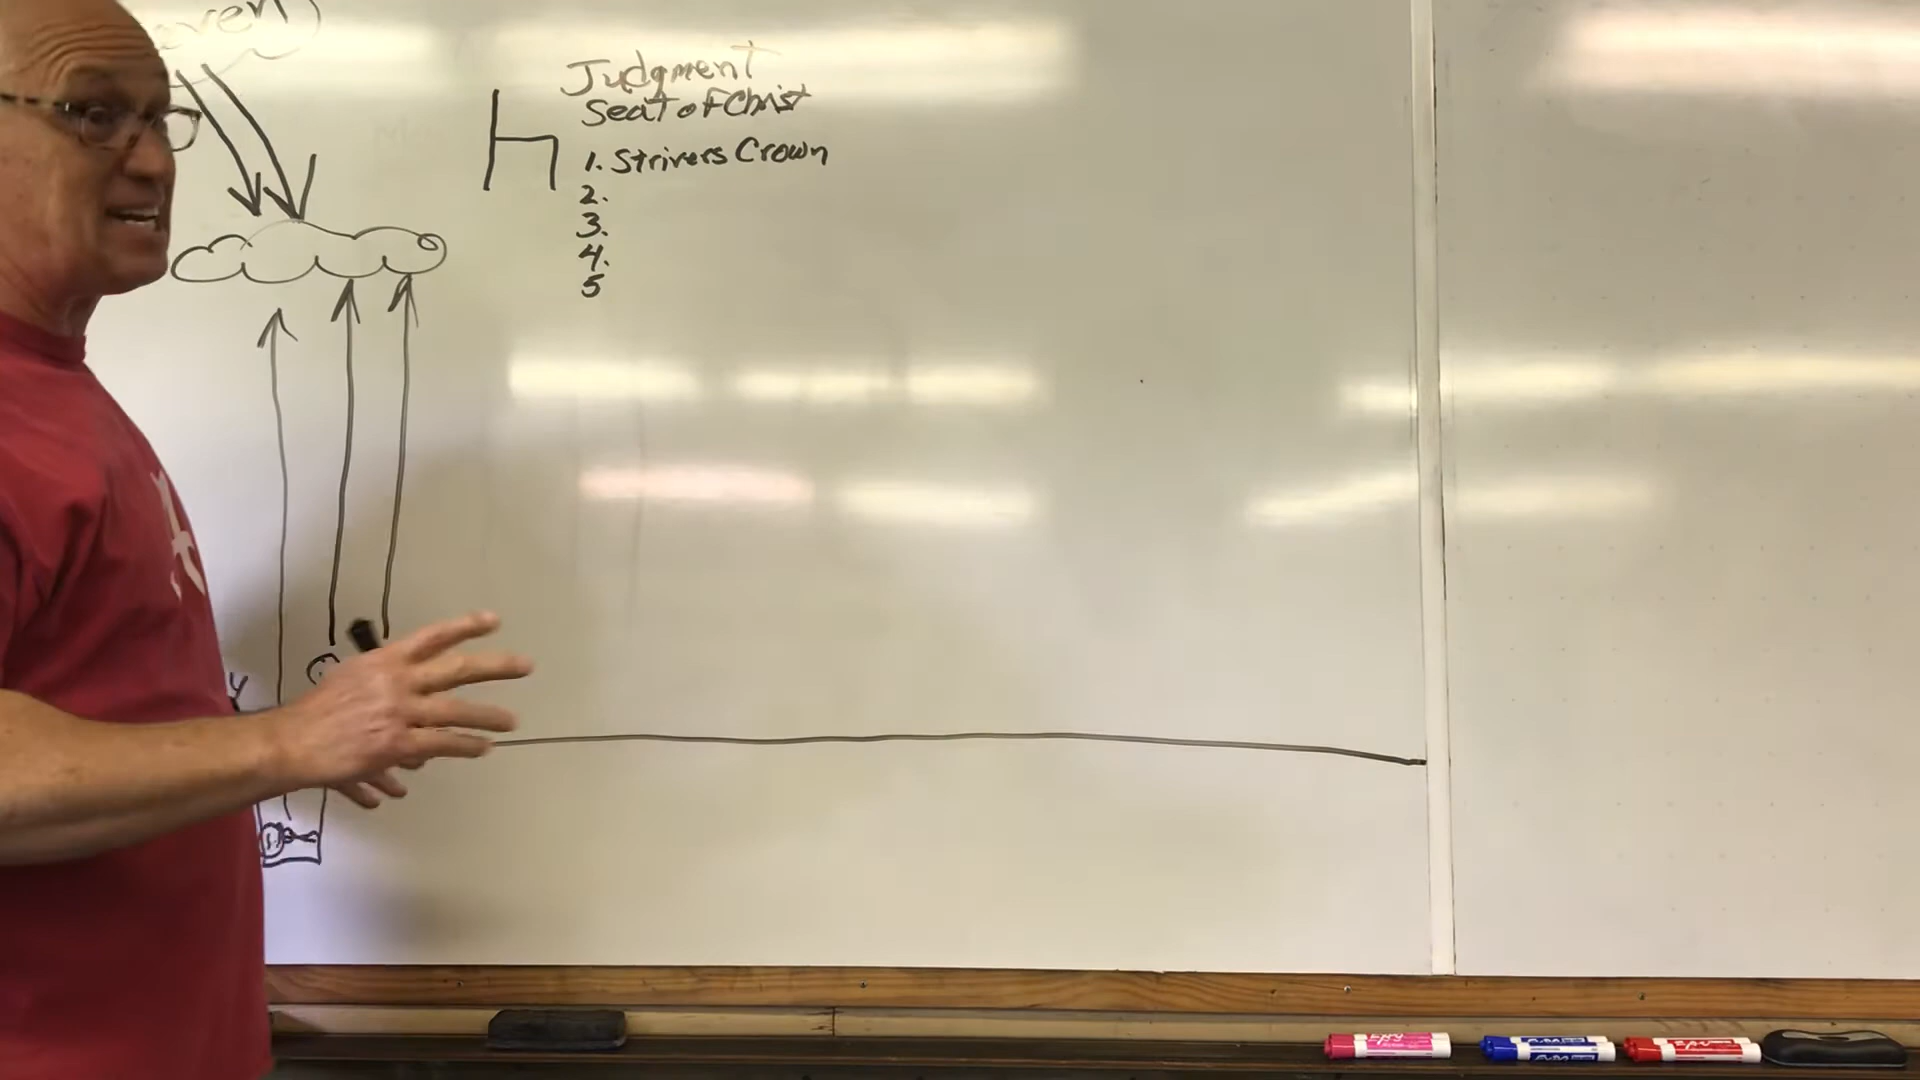 Judgment
Seat of Christ
1. Strivers Crown
2.
3.
4.
5